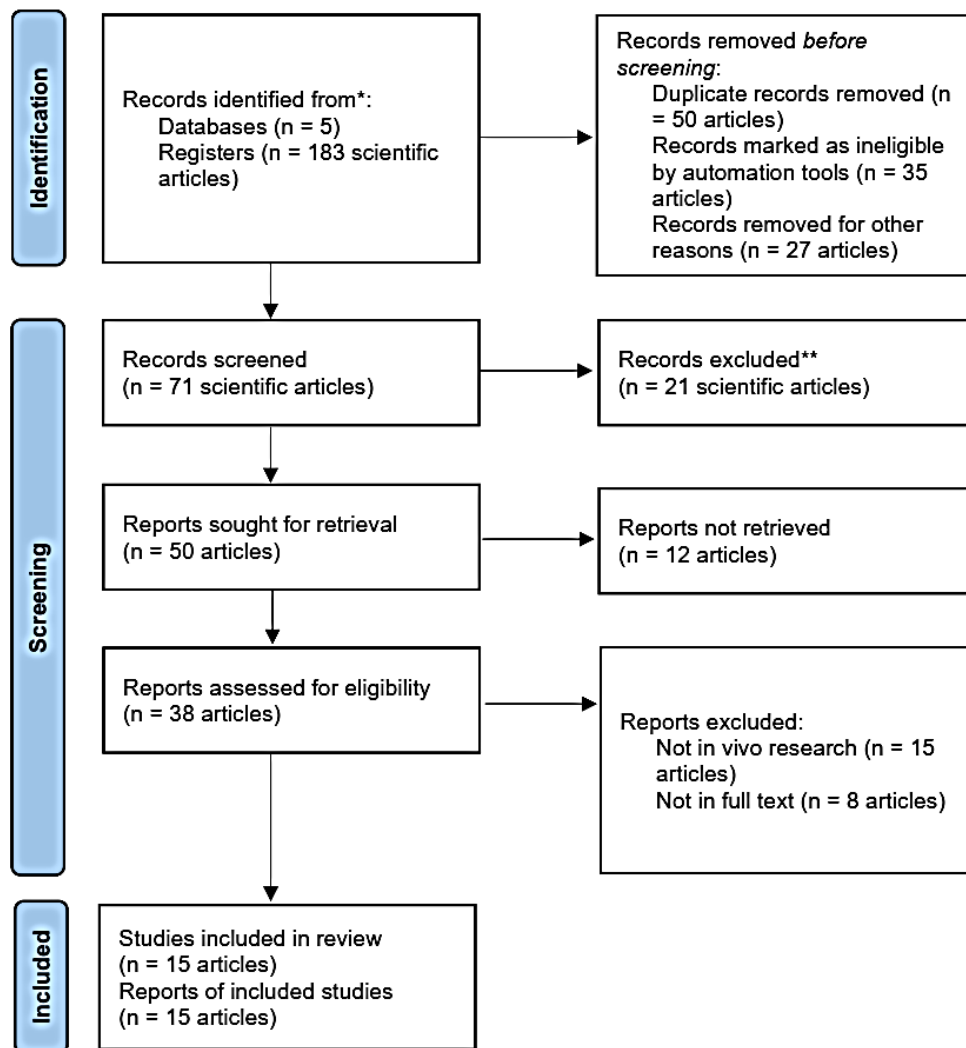 Identification
Records identified from*:
Databases (n = 5)
Registers (n = 183 scientific
articles)
Records removed before
screening:
Duplicate records removed (n
= 50 articles)
Records marked as ineligible
by automation tools (n = 35
articles)
Records removed for other
reasons (n = 27 articles)
Screening
Records screened
(n = 71 scientific articles)
Records excluded**
(n = 21 scientific articles)
Reports sought for retrieval
(n = 50 articles)
Reports not retrieved
(n = 12 articles)
Reports assessed for eligibility
(n = 38 articles)
Reports excluded:
Not in vivo research (n = 15
articles)
Not in full text (n = 8 articles)
Included
Studies included in review
(n = 15 articles)
Reports of included studies
(n = 15 articles)